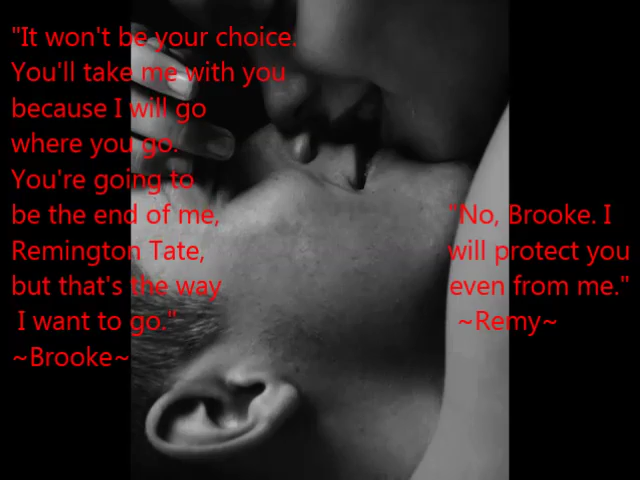 "It won't be your choice.
You'll take me with you
because I will go
where you go.
You're going to
be the end of me,
Remington Tate,
but that's the way
I want to go."
~Brooke~
"No, Brooke. I
will protect you
even from me."
~Remy~